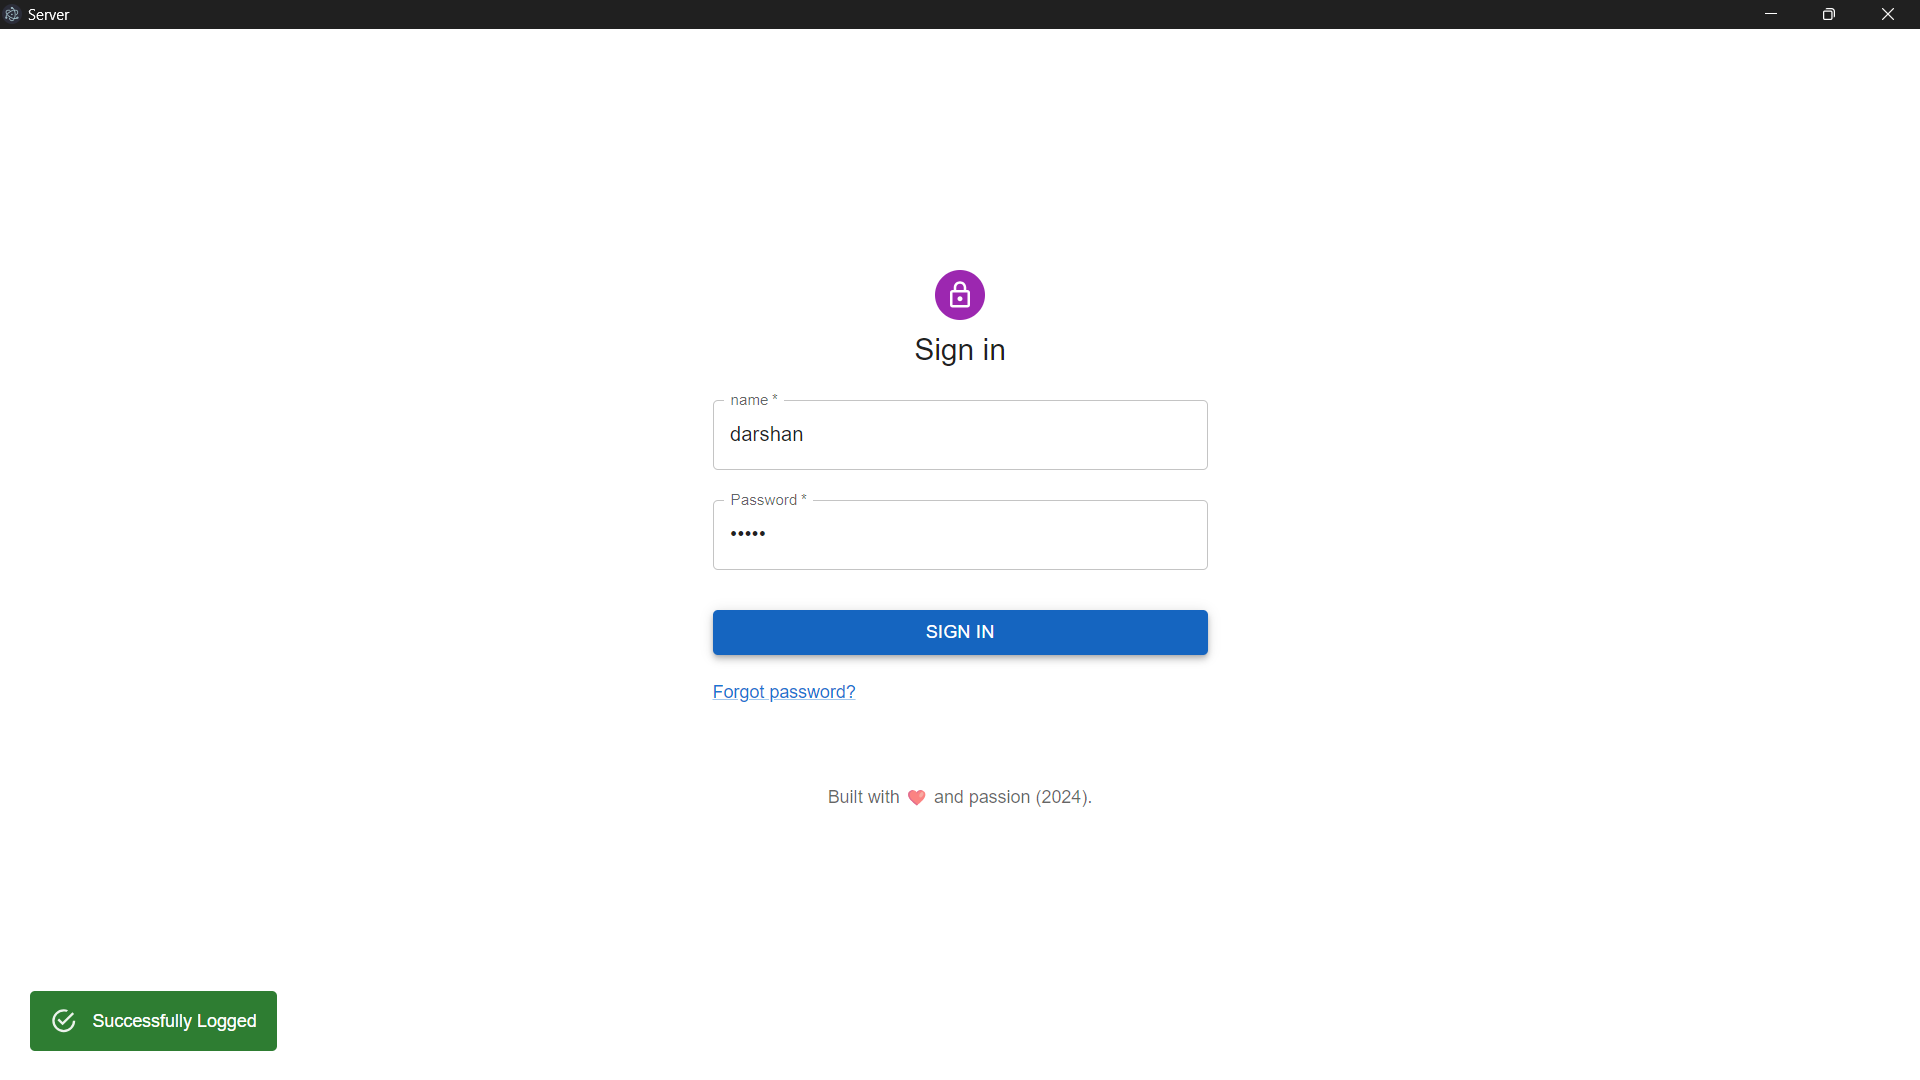 Server
Sign in
name *
darshan
Password *
•••••
SIGN IN
Forgot password?
Built with ❤️ and passion (2024).
Successfully Logged